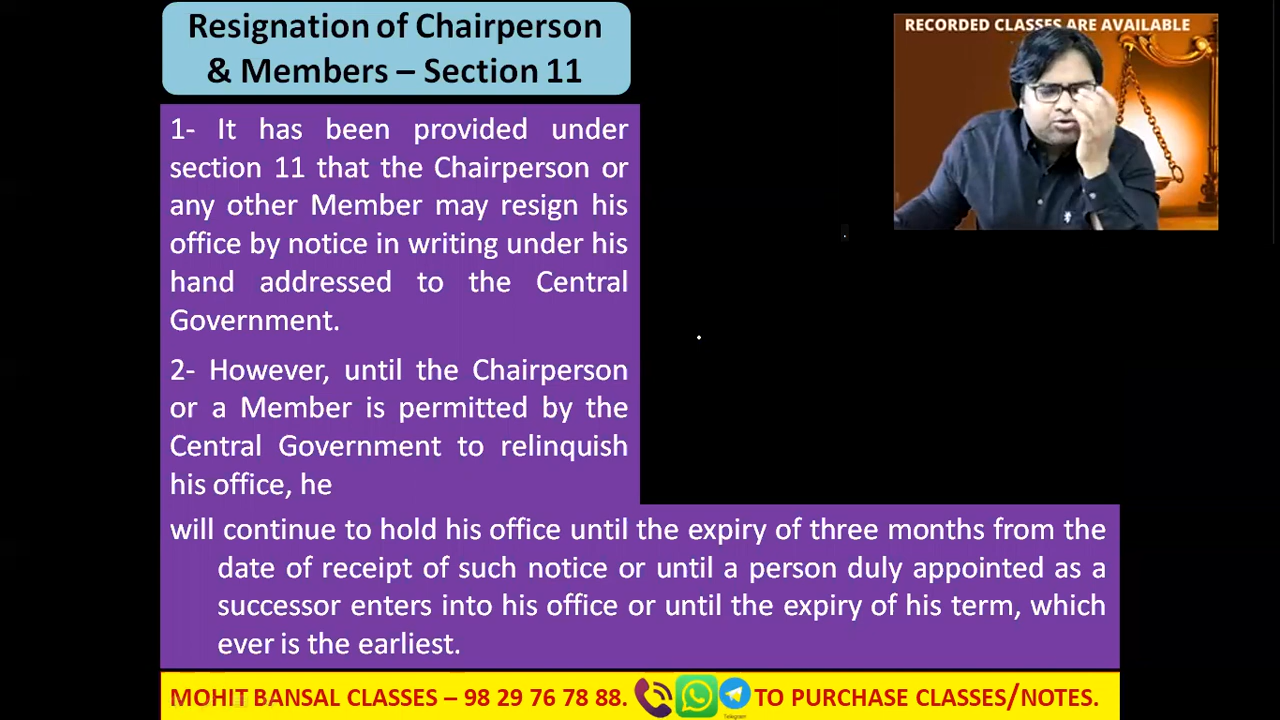 Resignation of Chairperson
& Members – Section 11
RECORDED CLASSES ARE AVAILABLE
1- It has been provided under
section 11 that the Chairperson or
any other Member may resign his
office by notice in writing under his
hand addressed to the Central
Government.
2- However, until the Chairperson
or a Member is permitted by the
Central Government to relinquish
his office, he
will continue to hold his office until the expiry of three months from the
date of receipt of such notice or until a person duly appointed as a
successor enters into his office or until the expiry of his term, which
ever is the earliest.
MOHIT BANSAL CLASSES – 98 29 76 78 88. TO PURCHASE CLASSES/NOTES.
Telegram